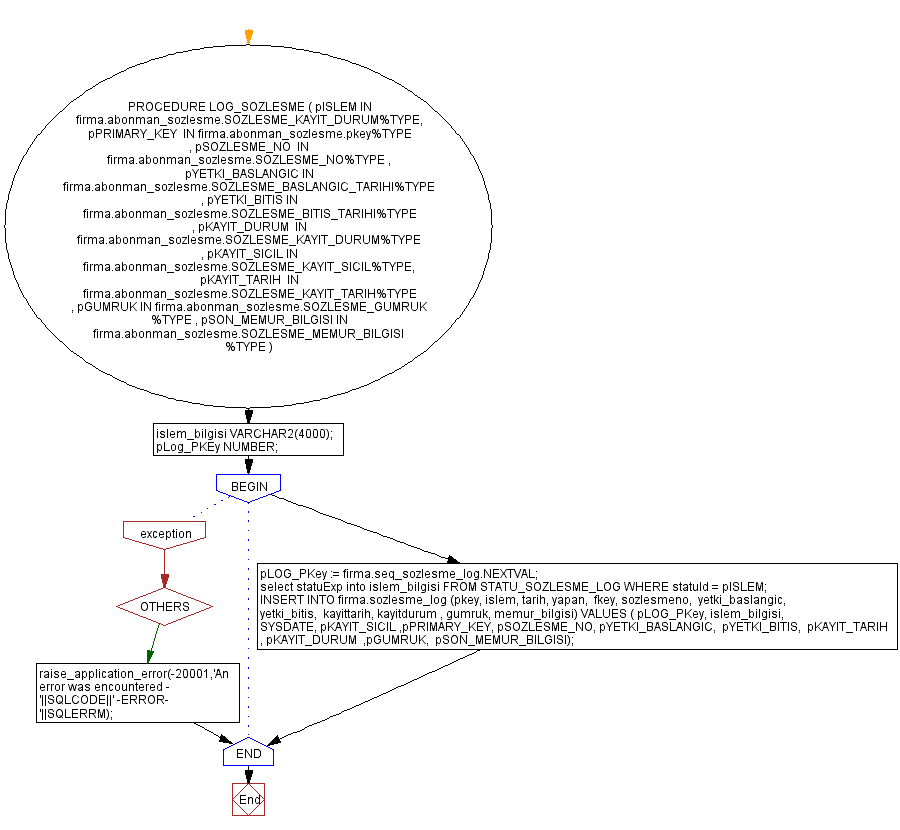 PROCEDURE LOG_SOZLESME ( pISLEM IN
firma.abonman_sozlesme.SOZLESME_KAYIT_DURUM%TYPE,
pPRIMARY_KEY  IN firma.abonman_sozlesme.pkey%TYPE
, pSOZLESME_NO  IN
firma.abonman_sozlesme.SOZLESME_NO%TYPE ,
pYETKI_BASLANGIC IN
firma.abonman_sozlesme.SOZLESME_BASLANGIC_TARIHI%TYPE
, pYETKI_BITIS IN
firma.abonman_sozlesme.SOZLESME_BITIS_TARIHI%TYPE
, pKAYIT_DURUM  IN
firma.abonman_sozlesme.SOZLESME_KAYIT_DURUM%TYPE
, pKAYIT_SICIL IN
firma.abonman_sozlesme.SOZLESME_KAYIT_SICIL%TYPE,
pKAYIT_TARIH  IN
firma.abonman_sozlesme.SOZLESME_KAYIT_TARIH%TYPE
, pGUMRUK IN firma.abonman_sozlesme.SOZLESME_GUMRUK
%TYPE , pSON_MEMUR_BILGISI IN
firma.abonman_sozlesme.SOZLESME_MEMUR_BILGISI
%TYPE )
islem_bilgisi VARCHAR2(4000);
pLog_PKEy NUMBER;
BEGIN
exception
OTHERS
pLOG_PKey := firma.seq_sozlesme_log.NEXTVAL;
select statuExp into islem_bilgisi FROM STATU_SOZLESME_LOG WHERE statuId = pISLEM;
INSERT INTO firma.sozlesme_log (pkey, islem, tarih, yapan,  fkey, sozlesmeno,  yetki_baslangic,
yetki_bitis,  kayittarih, kayitdurum , gumruk, memur_bilgisi) VALUES ( pLOG_PKey, islem_bilgisi,
SYSDATE, pKAYIT_SICIL ,pPRIMARY_KEY, pSOZLESME_NO, pYETKI_BASLANGIC,  pYETKI_BITIS,  pKAYIT_TARIH
, pKAYIT_DURUM  ,pGUMRUK,  pSON_MEMUR_BILGISI);
raise_application_error(-20001,'An
error was encountered -
'||SQLCODE||' -ERROR-
'||SQLERRM);
END
End